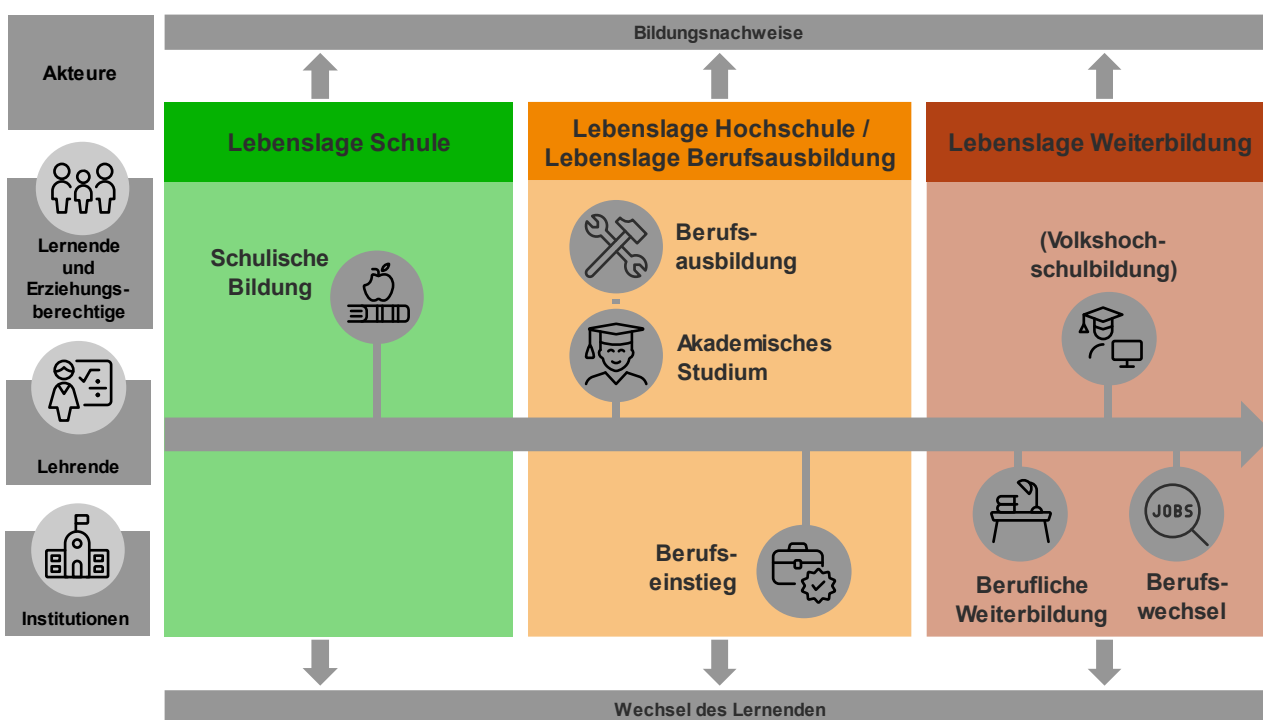 Bildungsnachweise
Akteure
Lernende
und
Erziehungs-
berechtige
Lehrende
Institutionen
Lebenslage Schule
Schulische
Bildung
Lebenslage Hochschule /
Lebenslage Berufsausbildung
Berufs-
ausbildung
Akademisches
Studium
Berufs-
einstieg
Lebenslage Weiterbildung
(Volkshoch-
schulbildung)
Berufliche
Weiterbildung
JOBS
Berufs-
wechsel
Wechsel des Lernenden